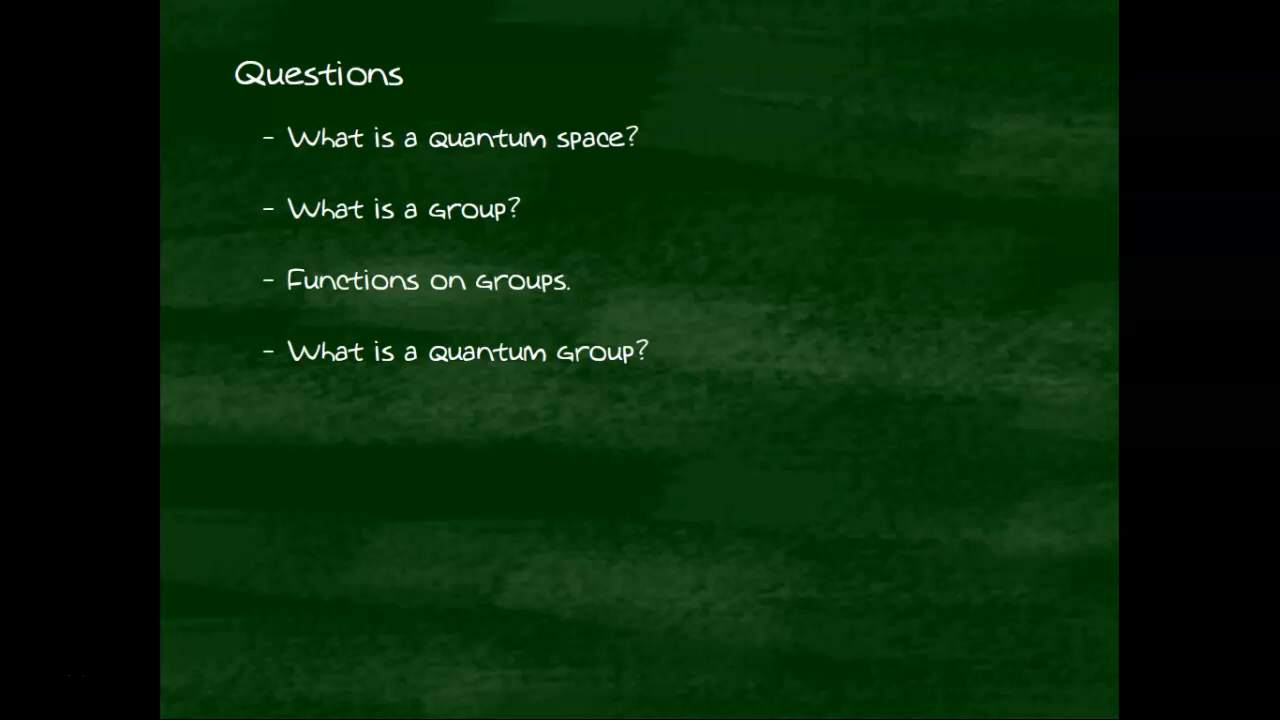 Questions
- What is a Quantum space?
- What is a Group?
- Functions on Groups.
- What is a Quantum Group?